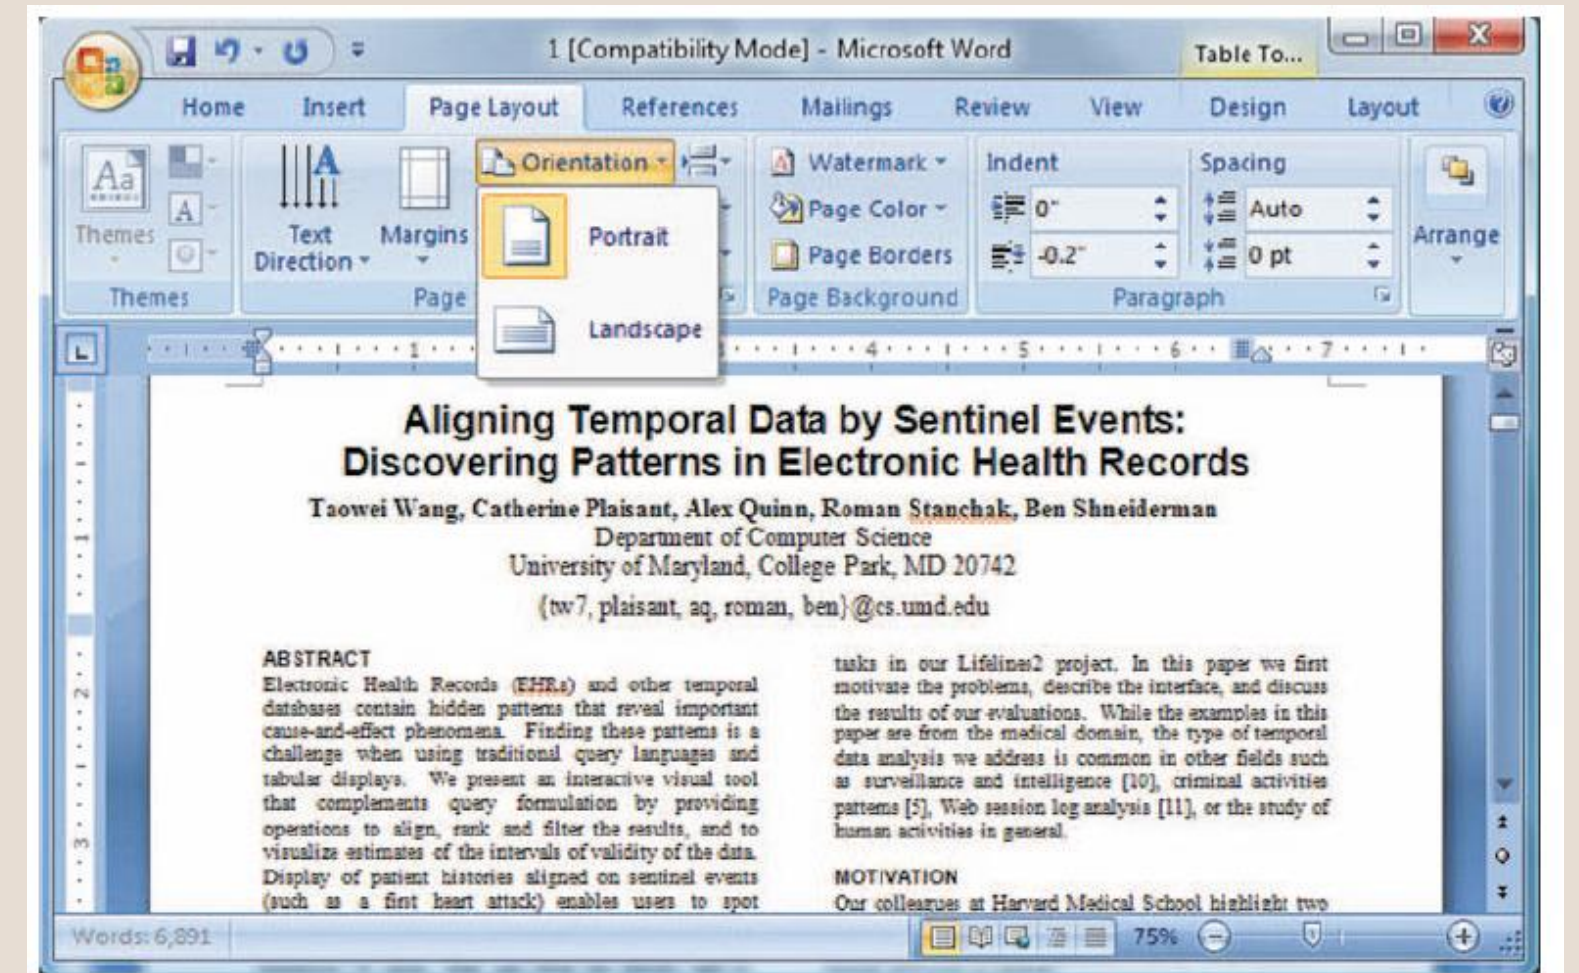 1 [Compatibility Mode] - Microsoft Word
Table To...
Home Insert Page Layout References Mailings Review View Design Layout
Aa
Themes
A
Themes
Text
Direction
Margins
Orientation
Portrait
Landscape
Page
Watermark
Page Color
Page Borders
Page Background
Indent
0"
-0.2"
Spacing
Auto
0 pt
Paragraph
Arrange
1 4 5 6 7
Aligning Temporal Data by Sentinel Events:
Discovering Patterns in Electronic Health Records
Taowei Wang, Catherine Plaisant, Alex Quinn, Roman Stanchak, Ben Shneiderman
Department of Computer Science
University of Maryland, College Park, MD 20742
{tw7, plaisant, aq, roman, ben}@cs.umd.edu
ABSTRACT
Electronic Health Records (EHRs) and other temporal
databases contain hidden patterns that reveal important
cause-and-effect phenomena. Finding these patterns is a
challenge when using traditional query languages and
tabular displays. We present an interactive visual tool
that complements query formulation by providing
operations to align, rank and filter the results, and to
visualize estimates of the intervals of validity of the data.
Display of patient histories aligned on sentinel events
(such as a first heart attack) enables users to spot
tasks in our Lifelines2 project. In this paper we first
motivate the problems, describe the interface, and discuss
the results of our evaluations. While the examples in this
paper are from the medical domain, the type of temporal
data analysis we address is common in other fields such
as surveillance and intelligence [10], criminal activities
patterns [5], Web session log analysis [11], or the study of
human activities in general.
MOTIVATION
Our colleagues at Harvard Medical School highlight two
1
2
3
Words: 6,891
75%